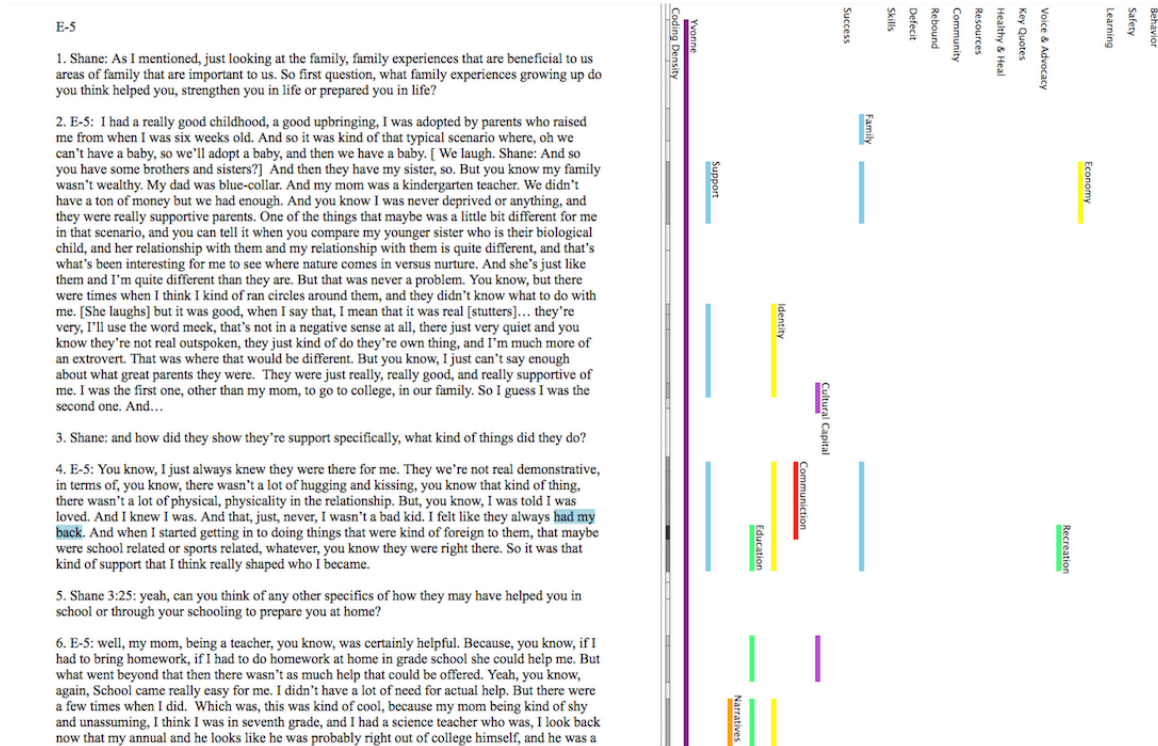 E-5
1. Shane: As I mentioned, just looking at the family, family experiences that are beneficial to us
areas of family that are important to us. So first question, what family experiences growing up do
you think helped you, strengthen you in life or prepared you in life?
2. E-5: I had a really good childhood, a good upbringing, I was adopted by parents who raised
me from when I was six weeks old. And so it was kind of that typical scenario where, oh we
can't have a baby, so we'll adopt a baby, and then we have a baby. [ We laugh. Shane: And so
you have some brothers and sisters?] And then they have my sister, so. But you know my family
wasn't wealthy. My dad was blue-collar. And my mom was a kindergarten teacher. We didn't
have a ton of money but we had enough. And you know I was never deprived or anything, and
they were really supportive parents. One of the things that maybe was a little bit different for me
in that scenario, and you can tell it when you compare my younger sister who is their biological
child, and her relationship with them and my relationship with them is quite different, and that's
what's been interesting for me to see where nature comes in versus nurture. And she's just like
them and I'm quite different than they are. But that was never a problem. You know, but there
were times when I think I kind of ran circles around them, and they didn't know what to do with
me. [She laughs] but it was good, when I say that, I mean that it was real [stutters]… they're
very, I'll use the word meek, that's not in a negative sense at all, there just very quiet and you
know they're not real outspoken, they just kind of do they're own thing, and I'm much more of
an extrovert. That was where that would be different. But you know, I just can't say enough
about what great parents they were. They were just really, really good, and really supportive of
me. I was the first one, other than my mom, to go to college, in our family. So I guess I was the
second one. And…
3. Shane: and how did they show they're support specifically, what kind of things did they do?
4. E-5: You know, I just always knew they were there for me. They we're not real demonstrative,
in terms of, you know, there wasn't a lot of hugging and kissing, you know that kind of thing,
there wasn't a lot of physical, physicality in the relationship. But, you know, I was told I was
loved. And I knew I was. And that, just, never, I wasn't a bad kid. I felt like they always had my
back. And when I started getting in to doing things that were kind of foreign to them, that maybe
were school related or sports related, whatever, you know they were right there. So it was that
kind of support that I think really shaped who I became.
5. Shane 3:25: yeah, can you think of any other specifics of how they may have helped you in
school or through your schooling to prepare you at home?
6. E-5: well, my mom, being a teacher, you know, was certainly helpful. Because, you know, if I
had to bring homework, if I had to do homework at home in grade school she could help me. But
what went beyond that then there wasn't as much help that could be offered. Yeah, you know,
again, School came really easy for me. I didn't have a lot of need for actual help. But there were
a few times when I did. Which was, this was kind of cool, because my mom being kind of shy
and unassuming, I think I was in seventh grade, and I had a science teacher who was, I look back
now that my annual and he looks like he was probably right out of college himself, and he was a
Coding Density
Yvonne
Support
Narratives
Education
Identity
Communiction
Cultural Capital
Success
Family
Skills
Defecit
Rebound
Community
Resources
Healthy & Heal
Key Quotes
Voice & Advocacy
Recreation
Economy
Learning
Safety
Behavior